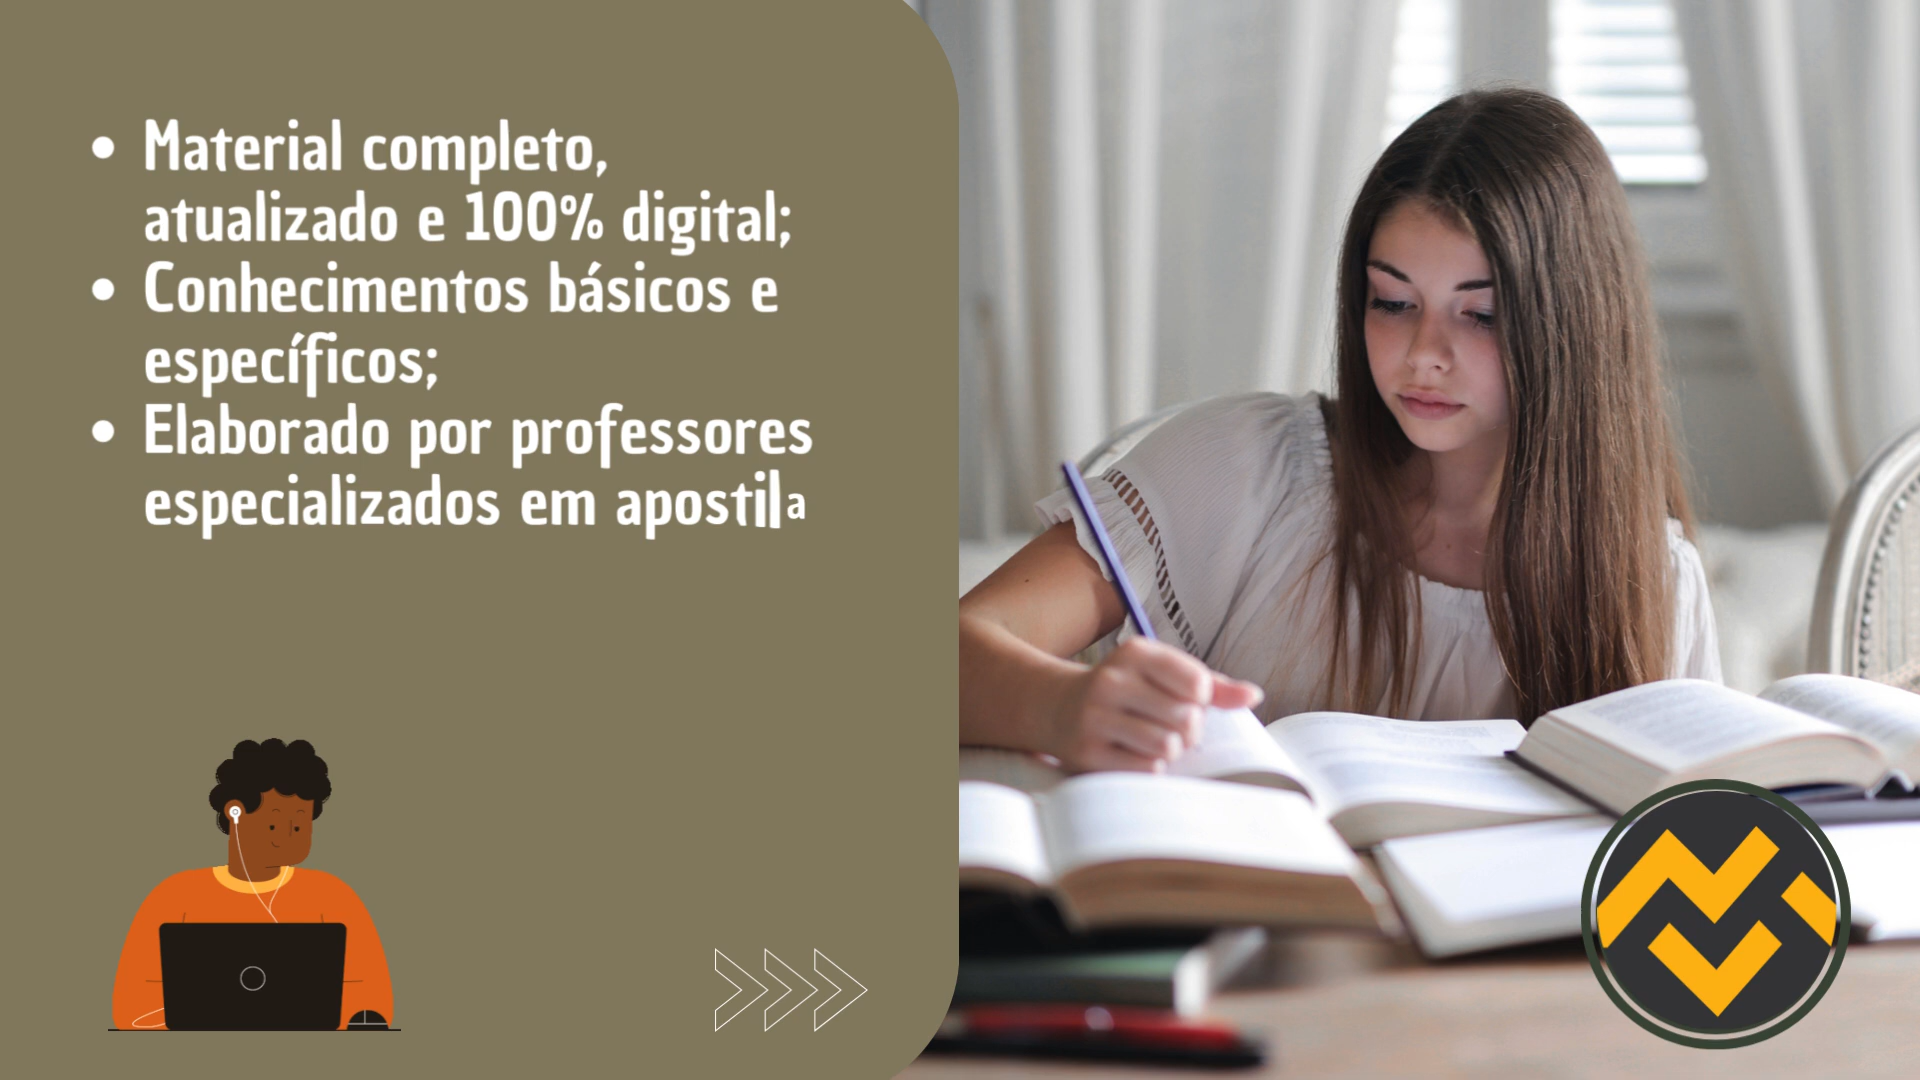 • Material completo,
atualizado e 100% digital;
• Conhecimentos básicos e
específicos;
• Elaborado por professores
especializados em apostila